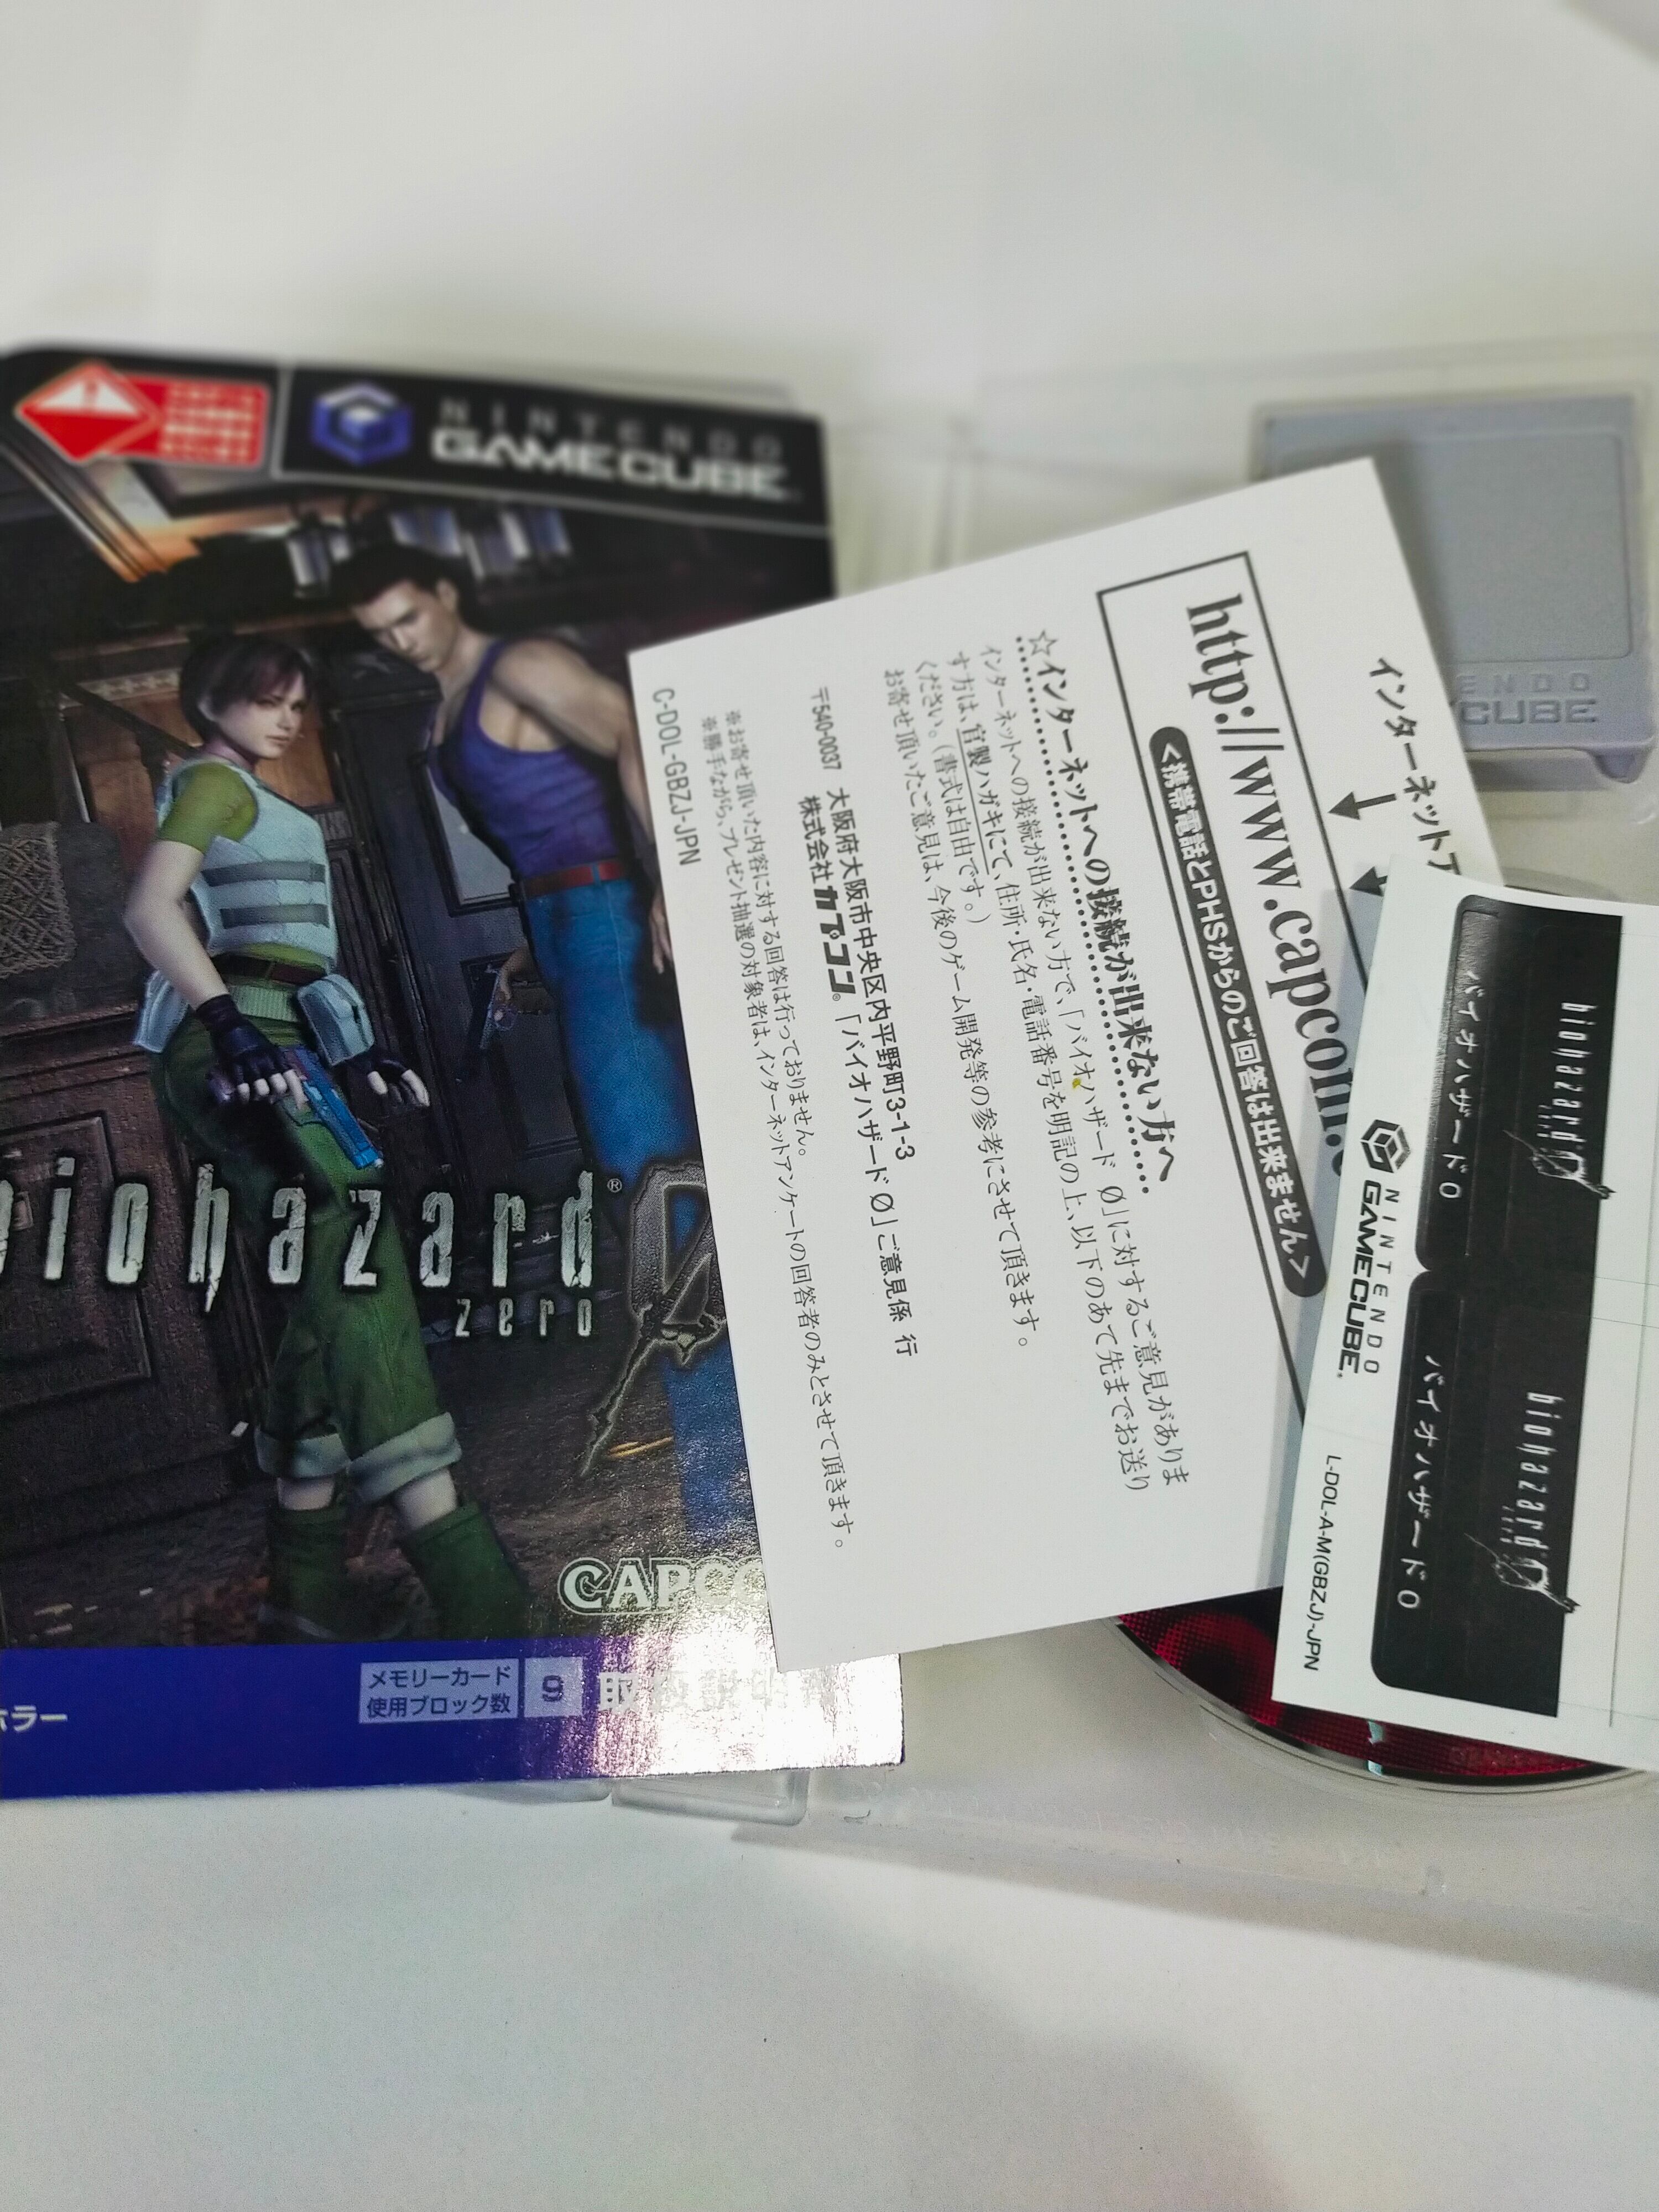 NINTENDO
GAMECUBE
biohazard®
zero
CAPCO
メモリーカード
使用ブロック数
9
ホラー
インターネット
http://www.capcom.
<携帯電話とPHSからのご回答は出来ません>
☆インターネットへの接続が出来ない方へ
インターネットへの接続が出来ない方で、「バイオハザード 0」に対するご意見がありま
す方は、官製ハガキにて、住所・氏名・電話番号を明記の上、以下のあて先までお送り
ください。(書式は自由です。)
お寄せ頂いたご意見は、今後のゲーム開発等の参考にさせて頂きます。
〒540-0037 大阪府大阪市中央区内平野町3-1-3
株式会社カプコン®「バイオハザード 0」ご意見係 行
※お寄せ頂いた内容に対する回答は行っておりません。
※勝手ながら、プレゼント抽選の対象者は、インターネットアンケートの回答者のみとさせて頂きます。
C-DOL-GBZJ-JPN
ENDO
CUBE
biohazard
バイオハザード0
biohazard
バイオハザード0
NINTENDO
GAMECUBE®
L-DOL-A-M(GBZJ)-JPN